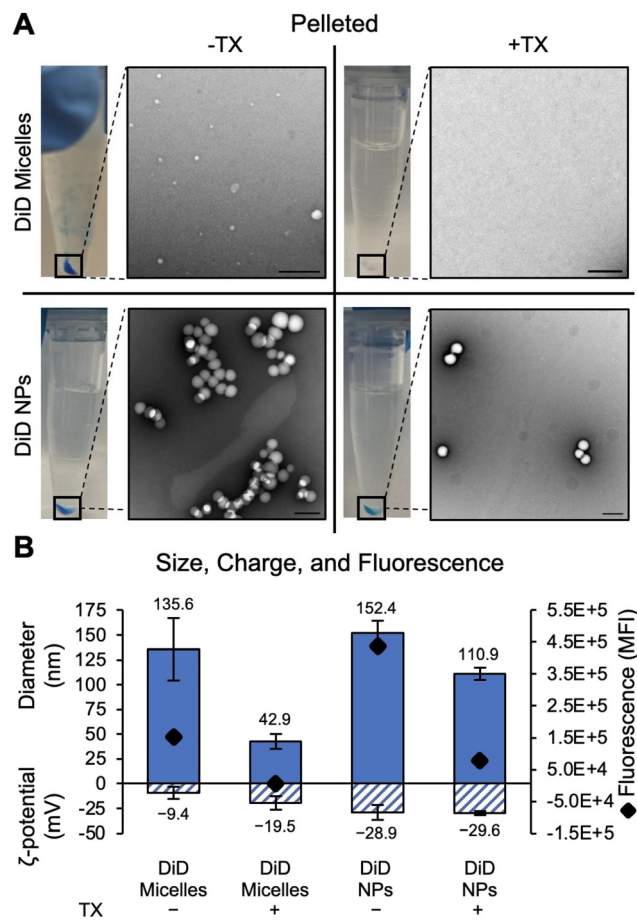 A
Pelleted
-TX
+TX
DiD Micelles
DiD NPs
B
Size, Charge, and Fluorescence
Diameter
(nm)
ζ-potential
(mV)
175
150
125
100
75
50
25
0
-25
-50
135.6
42.9
152.4
110.9
−9.4
−19.5
−28.9
−29.6
5.5E+5
4.5E+5
3.5E+5
2.5E+5
1.5E+5
5.0E+4
-5.0E+4
-1.5E+5
Fluorescence (MFI)
DiD
Micelles
DiD
Micelles
DiD
NPs
DiD
NPs
TX − + − +